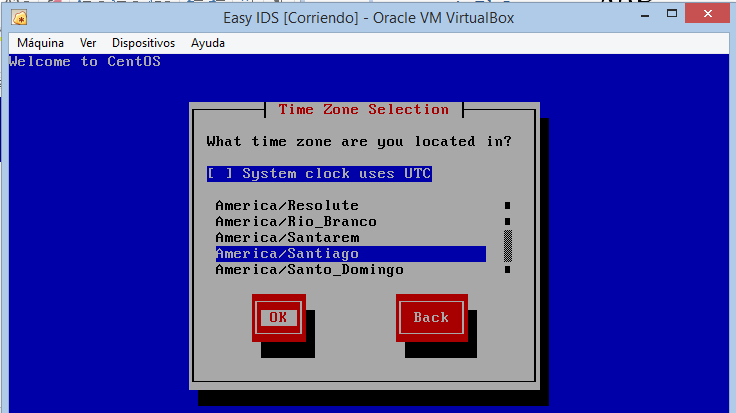 Easy IDS [Corriendo] - Oracle VM VirtualBox
Máquina Ver Dispositivos Ayuda
Welcome to CentOS
Time Zone Selection
What time zone are you located in?
[ ] System clock uses UTC
America/Resolute
America/Rio_Branco
America/Santarem
America/Santiago
America/Santo_Domingo
OK Back